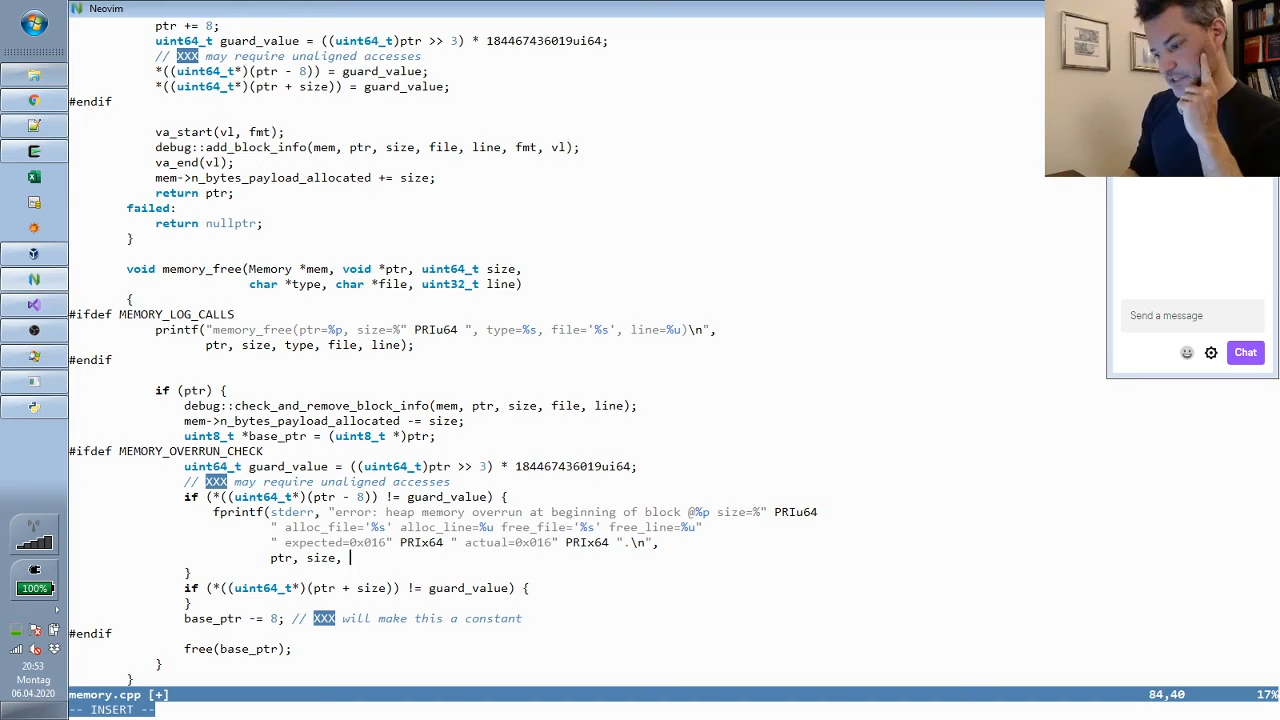 Neovim
ptr += 8;
uint64_t guard_value = ((uint64_t)ptr >> 3) * 184467436019ui64;
// XXX may require unaligned accesses
*((uint64_t*)(ptr - 8)) = guard_value;
*((uint64_t*)(ptr + size)) = guard_value;
#endif
va_start(vl, fmt);
debug::add_block_info(mem, ptr, size, file, line, fmt, vl);
va_end(vl);
mem->n_bytes_payload_allocated += size;
return ptr;
failed:
return nullptr;
}
void memory_free(Memory *mem, void *ptr, uint64_t size,
char *type, char *file, uint32_t line)
{
#ifdef MEMORY_LOG_CALLS
printf("memory_free(ptr=%p, size=%" PRIu64 ", type=%s, file='%s', line=%u)\n",
ptr, size, type, file, line);
#endif
if (ptr) {
debug::check_and_remove_block_info(mem, ptr, size, file, line);
mem->n_bytes_payload_allocated -= size;
uint8_t *base_ptr = (uint8_t *)ptr;
#ifdef MEMORY_OVERRUN_CHECK
uint64_t guard_value = ((uint64_t)ptr >> 3) * 184467436019ui64;
// XXX may require unaligned accesses
if (*((uint64_t*)(ptr - 8)) != guard_value) {
fprintf(stderr, "error: heap memory overrun at beginning of block @%p size=%" PRIu64
" alloc_file='%s' alloc_line=%u free_file='%s' free_line=%u"
" expected=0x016" PRIx64 " actual=0x016" PRIx64 ".\n",
ptr, size,
}
if (*((uint64_t*)(ptr + size)) != guard_value) {
}
base_ptr -= 8; // XXX will make this a constant
#endif
free(base_ptr);
}
}
memory.cpp [+] 84,40 17%
-- INSERT --
Send a message
Chat
100%
20:53
Montag
06.04.2020